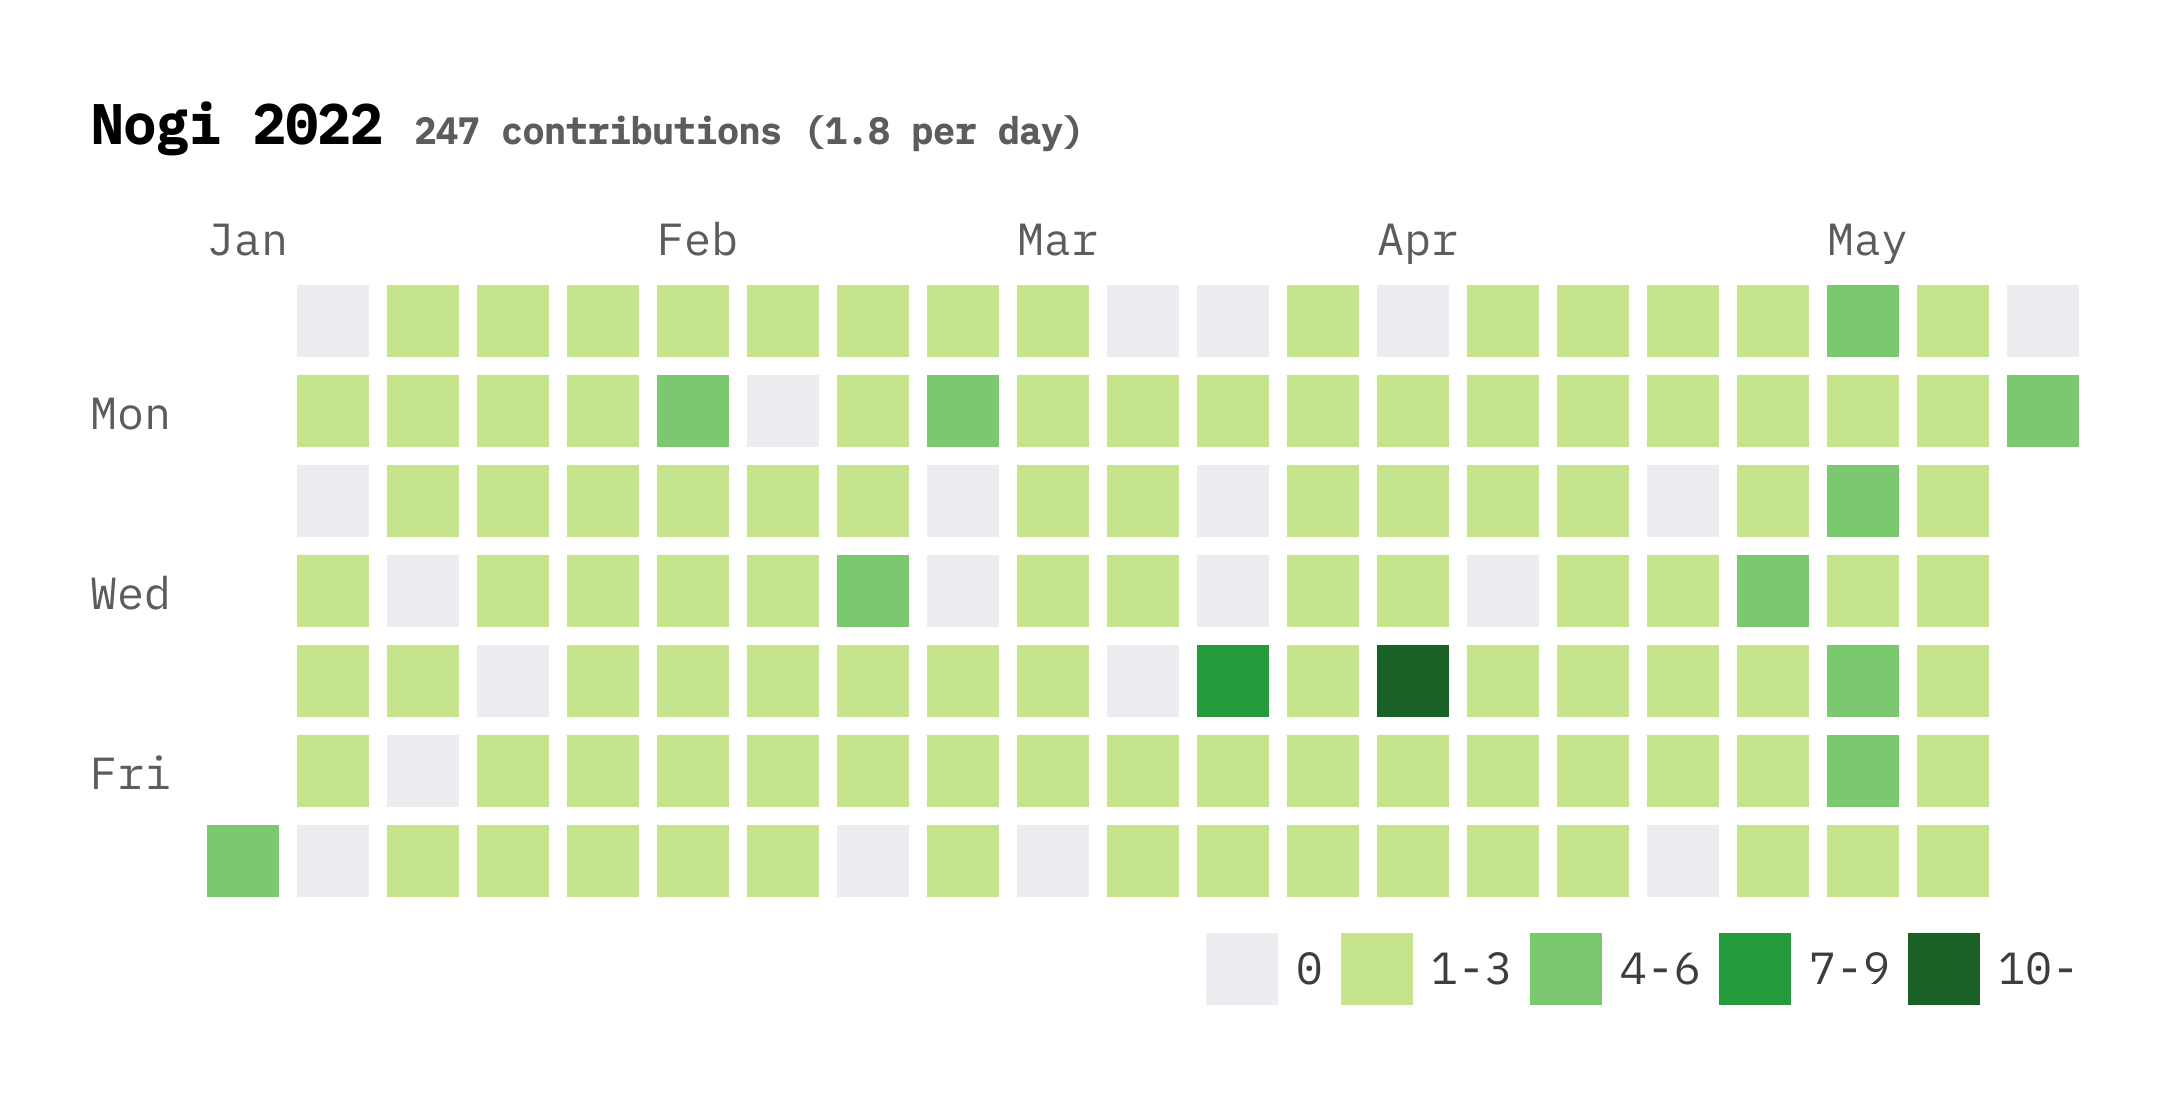 Nogi 2022 247 contributions (1.8 per day)
Jan Feb Mar Apr May
Mon
Wed
Fri
0 1-3 4-6 7-9 10-